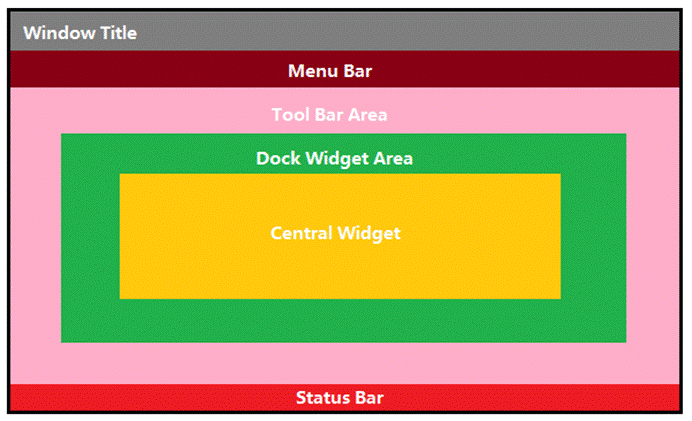 Window Title
Menu Bar
Tool Bar Area
Dock Widget Area
Central Widget
Status Bar